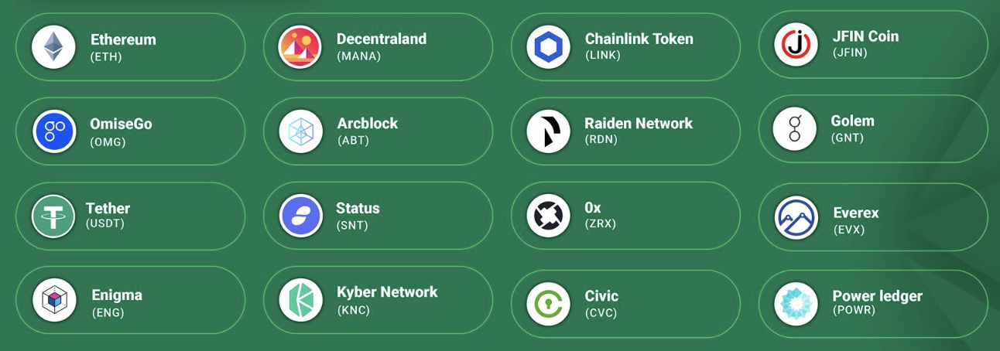 Ethereum
(ETH)
Decentraland
(MANA)
Chainlink Token
(LINK)
JFIN Coin
(JFIN)
OmiseGo
(OMG)
Arcblock
(ABT)
Raiden Network
(RDN)
Golem
(GNT)
Tether
(USDT)
Status
(SNT)
0x
(ZRX)
Everex
(EVX)
Enigma
(ENG)
Kyber Network
(KNC)
Civic
(CVC)
Power ledger
(POWR)